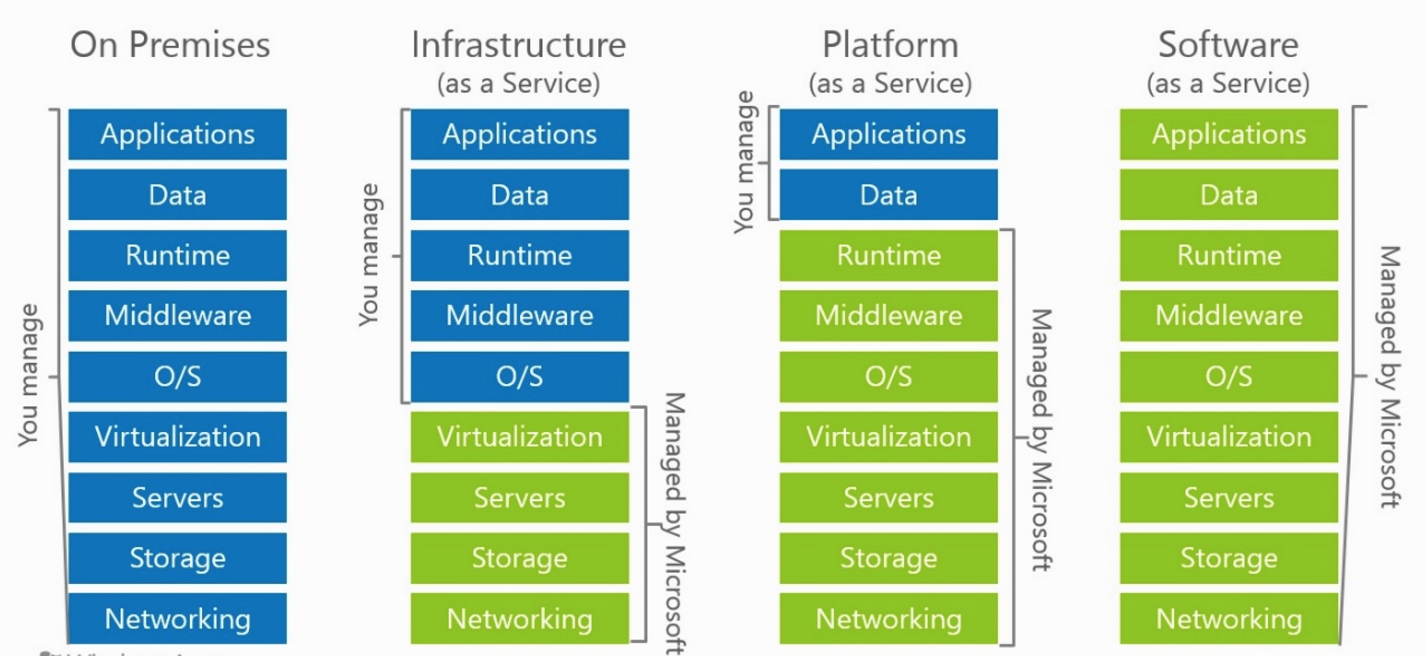 On Premises
Applications
Data
Runtime
Middleware
O/S
Virtualization
Servers
Storage
Networking
You manage
Infrastructure
(as a Service)
Applications
Data
Runtime
Middleware
O/S
Virtualization
Servers
Storage
Networking
You manage
Managed by Microsoft
Platform
(as a Service)
Applications
Data
Runtime
Middleware
O/S
Virtualization
Servers
Storage
Networking
You manage
Managed by Microsoft
Software
(as a Service)
Applications
Data
Runtime
Middleware
O/S
Virtualization
Servers
Storage
Networking
Managed by Microsoft